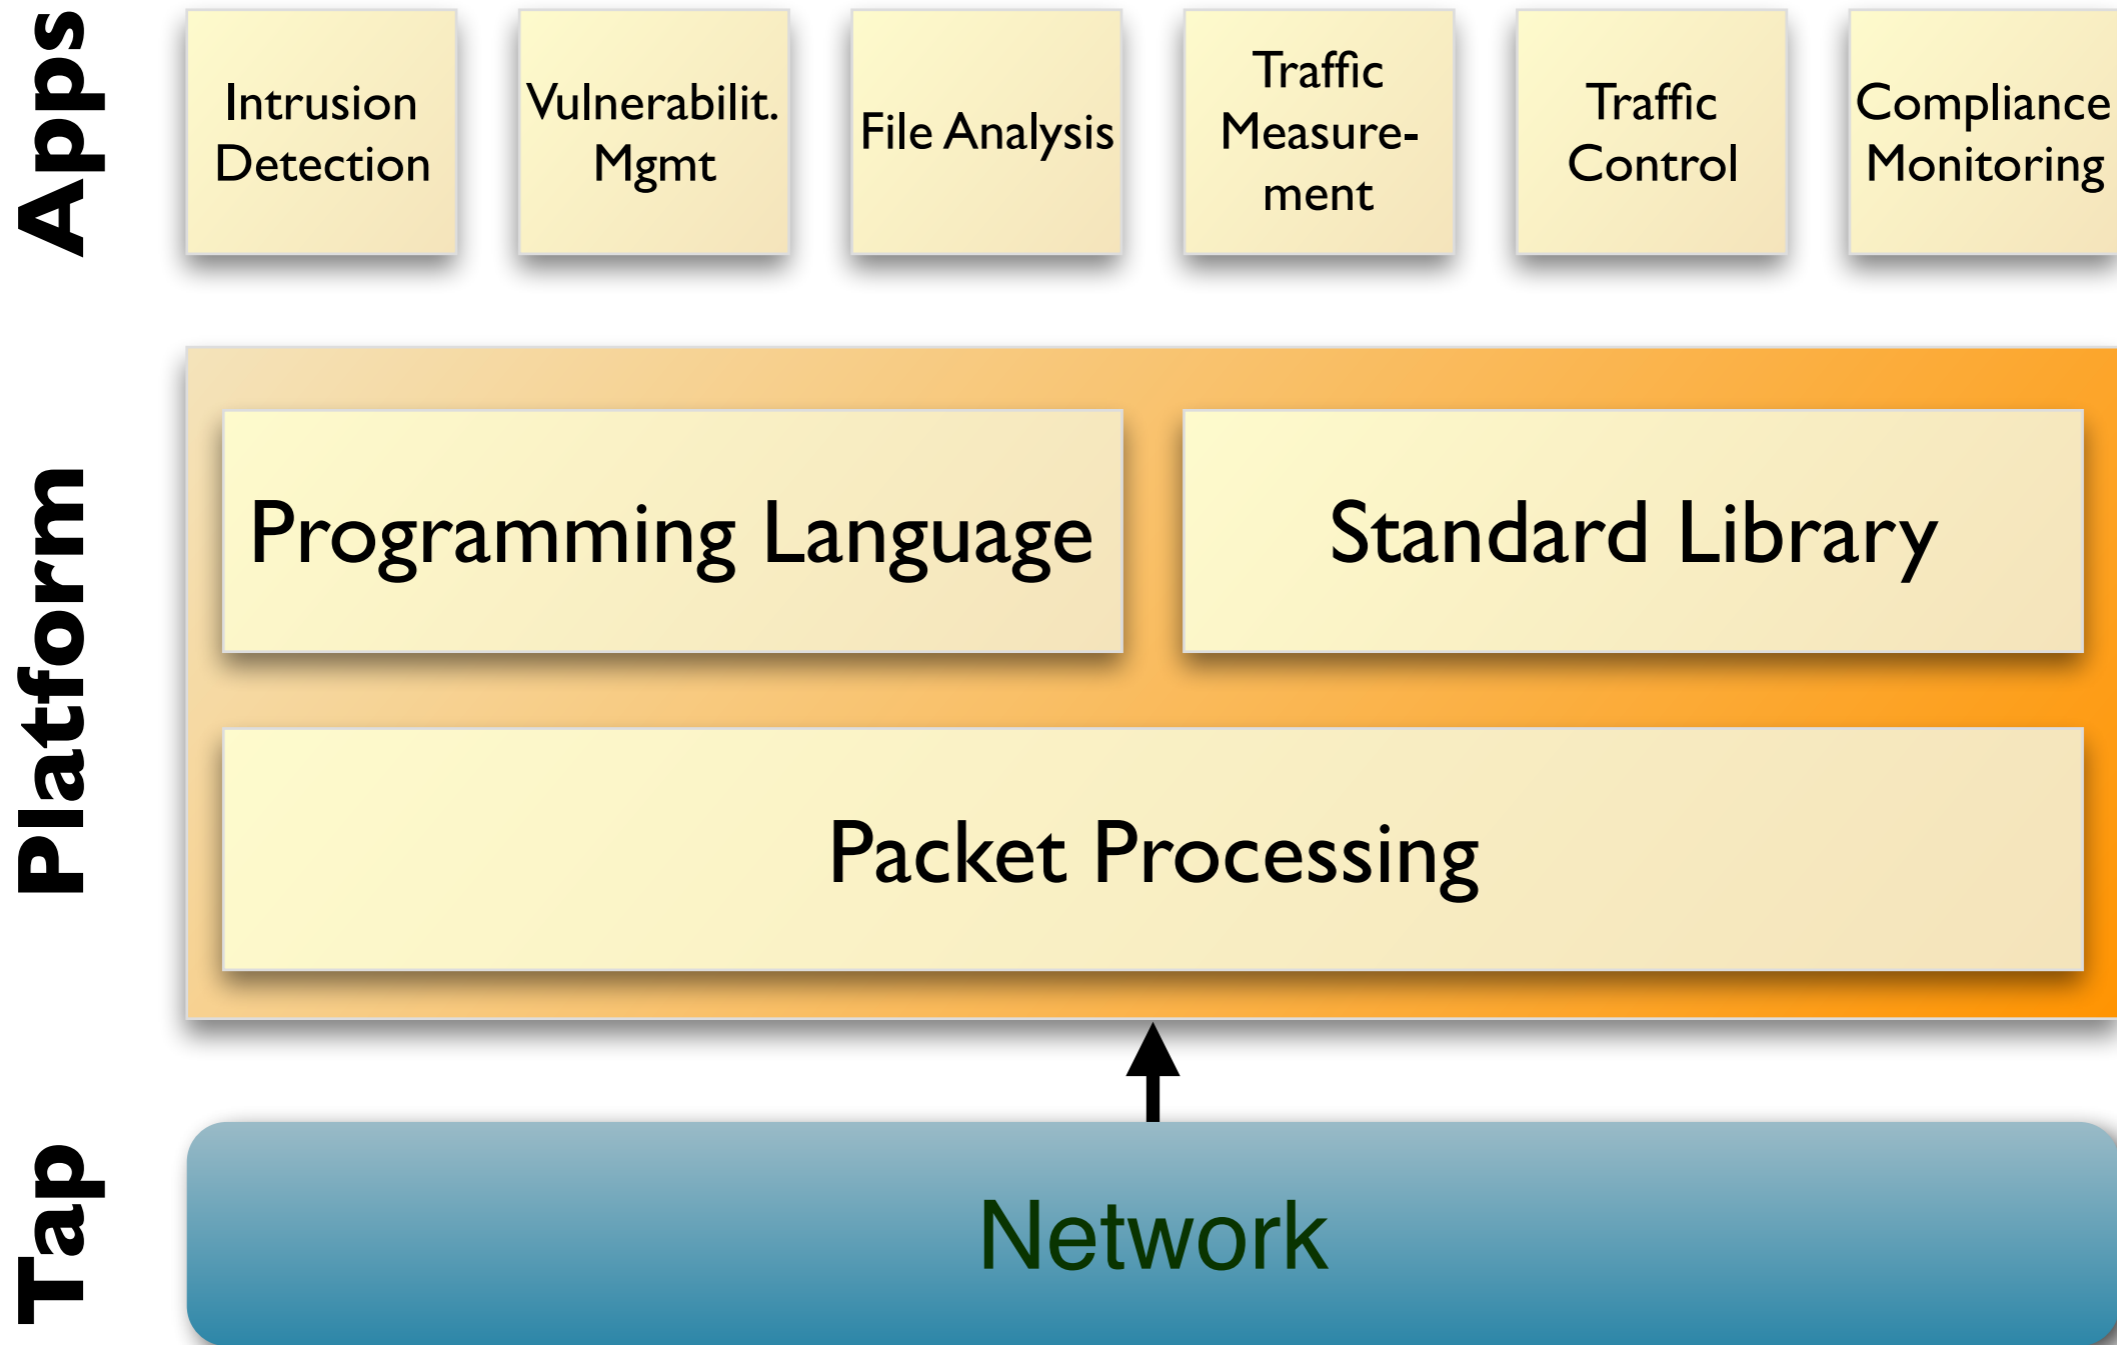 Apps
Intrusion
Detection
Vulnerabilit.
Mgmt
File Analysis
Traffic
Measure-
ment
Traffic
Control
Compliance
Monitoring
Platform
Programming Language
Standard Library
Packet Processing
Tap
Network